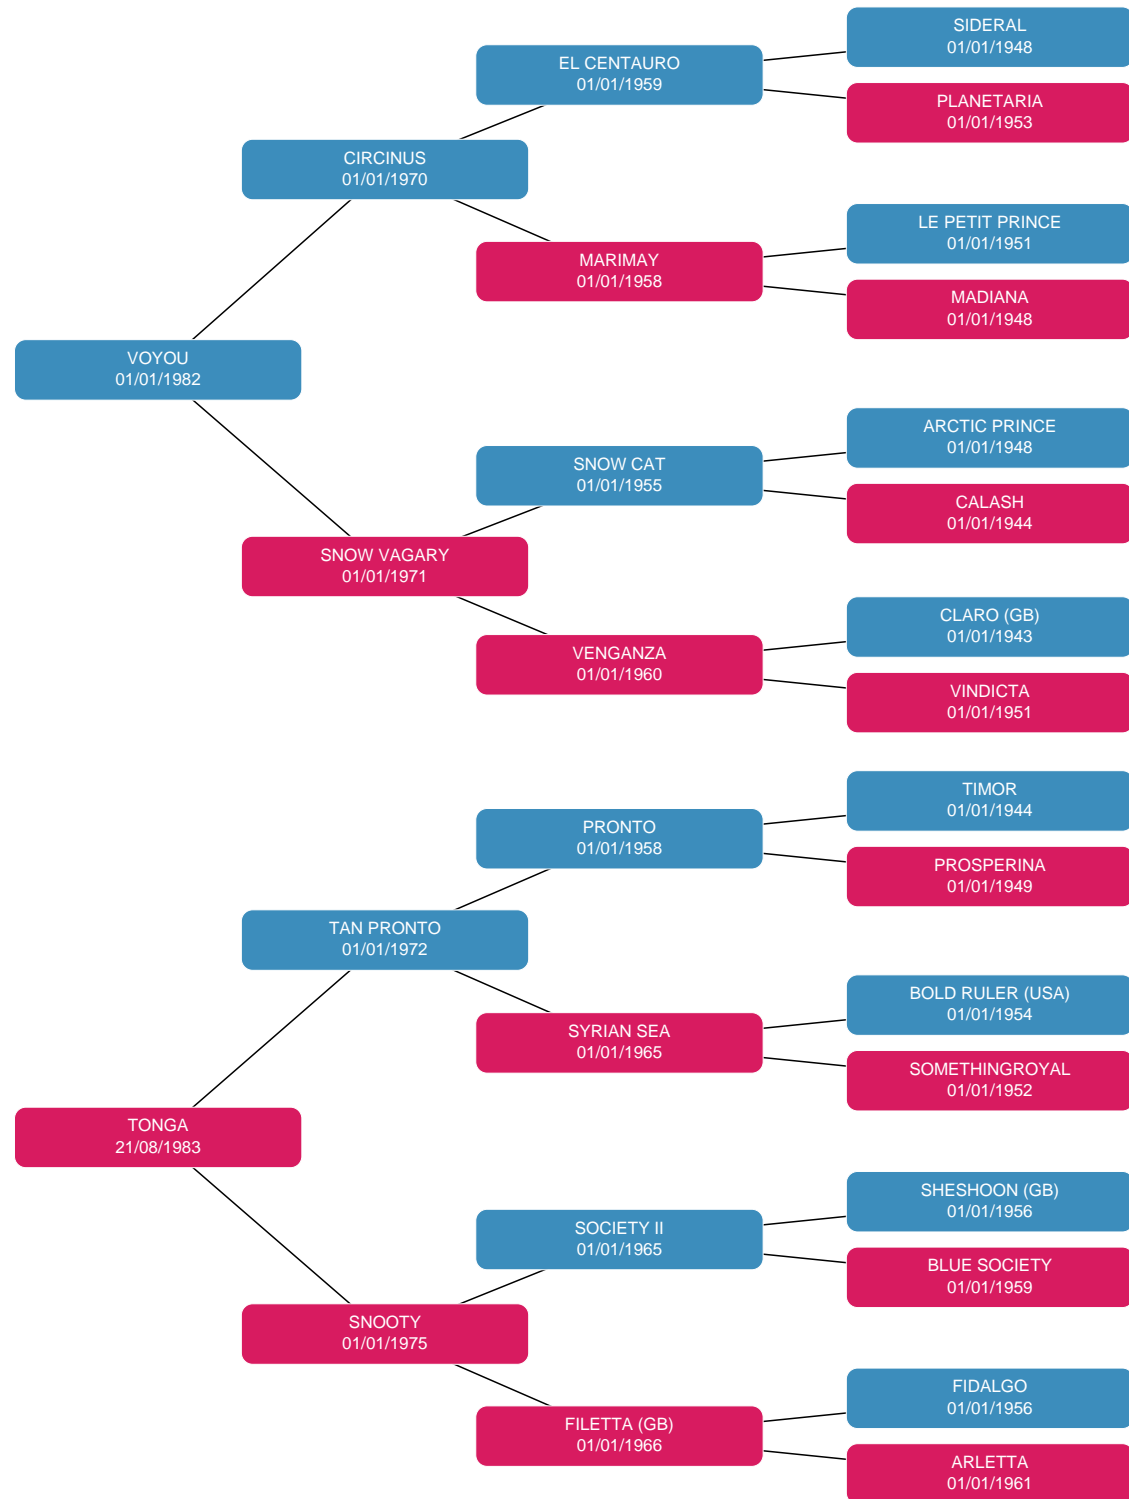 SIDERAL
01/01/1948
EL CENTAURO
01/01/1959
PLANETARIA
01/01/1953
CIRCINUS
01/01/1970
LE PETIT PRINCE
01/01/1951
MARIMAY
01/01/1958
MADIANA
01/01/1948
VOYOU
01/01/1982
ARCTIC PRINCE
01/01/1948
SNOW CAT
01/01/1955
CALASH
01/01/1944
SNOW VAGARY
01/01/1971
CLARO (GB)
01/01/1943
VENGANZA
01/01/1960
VINDICTA
01/01/1951
TIMOR
01/01/1944
PRONTO
01/01/1958
PROSPERINA
01/01/1949
TAN PRONTO
01/01/1972
BOLD RULER (USA)
01/01/1954
SYRIAN SEA
01/01/1965
SOMETHINGROYAL
01/01/1952
TONGA
21/08/1983
SHESHOON (GB)
01/01/1956
SOCIETY II
01/01/1965
BLUE SOCIETY
01/01/1959
SNOOTY
01/01/1975
FIDALGO
01/01/1956
FILETTA (GB)
01/01/1966
ARLETTA
01/01/1961